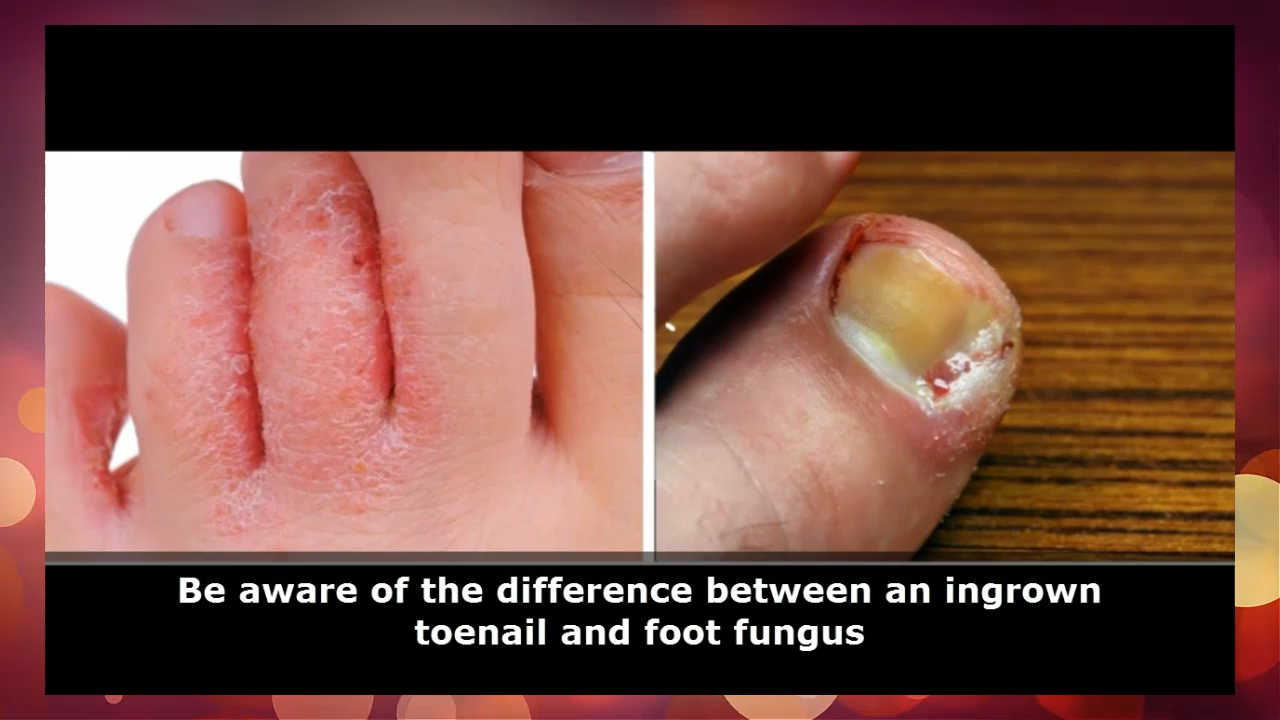 Be aware of the difference between an ingrown
toenail and foot fungus